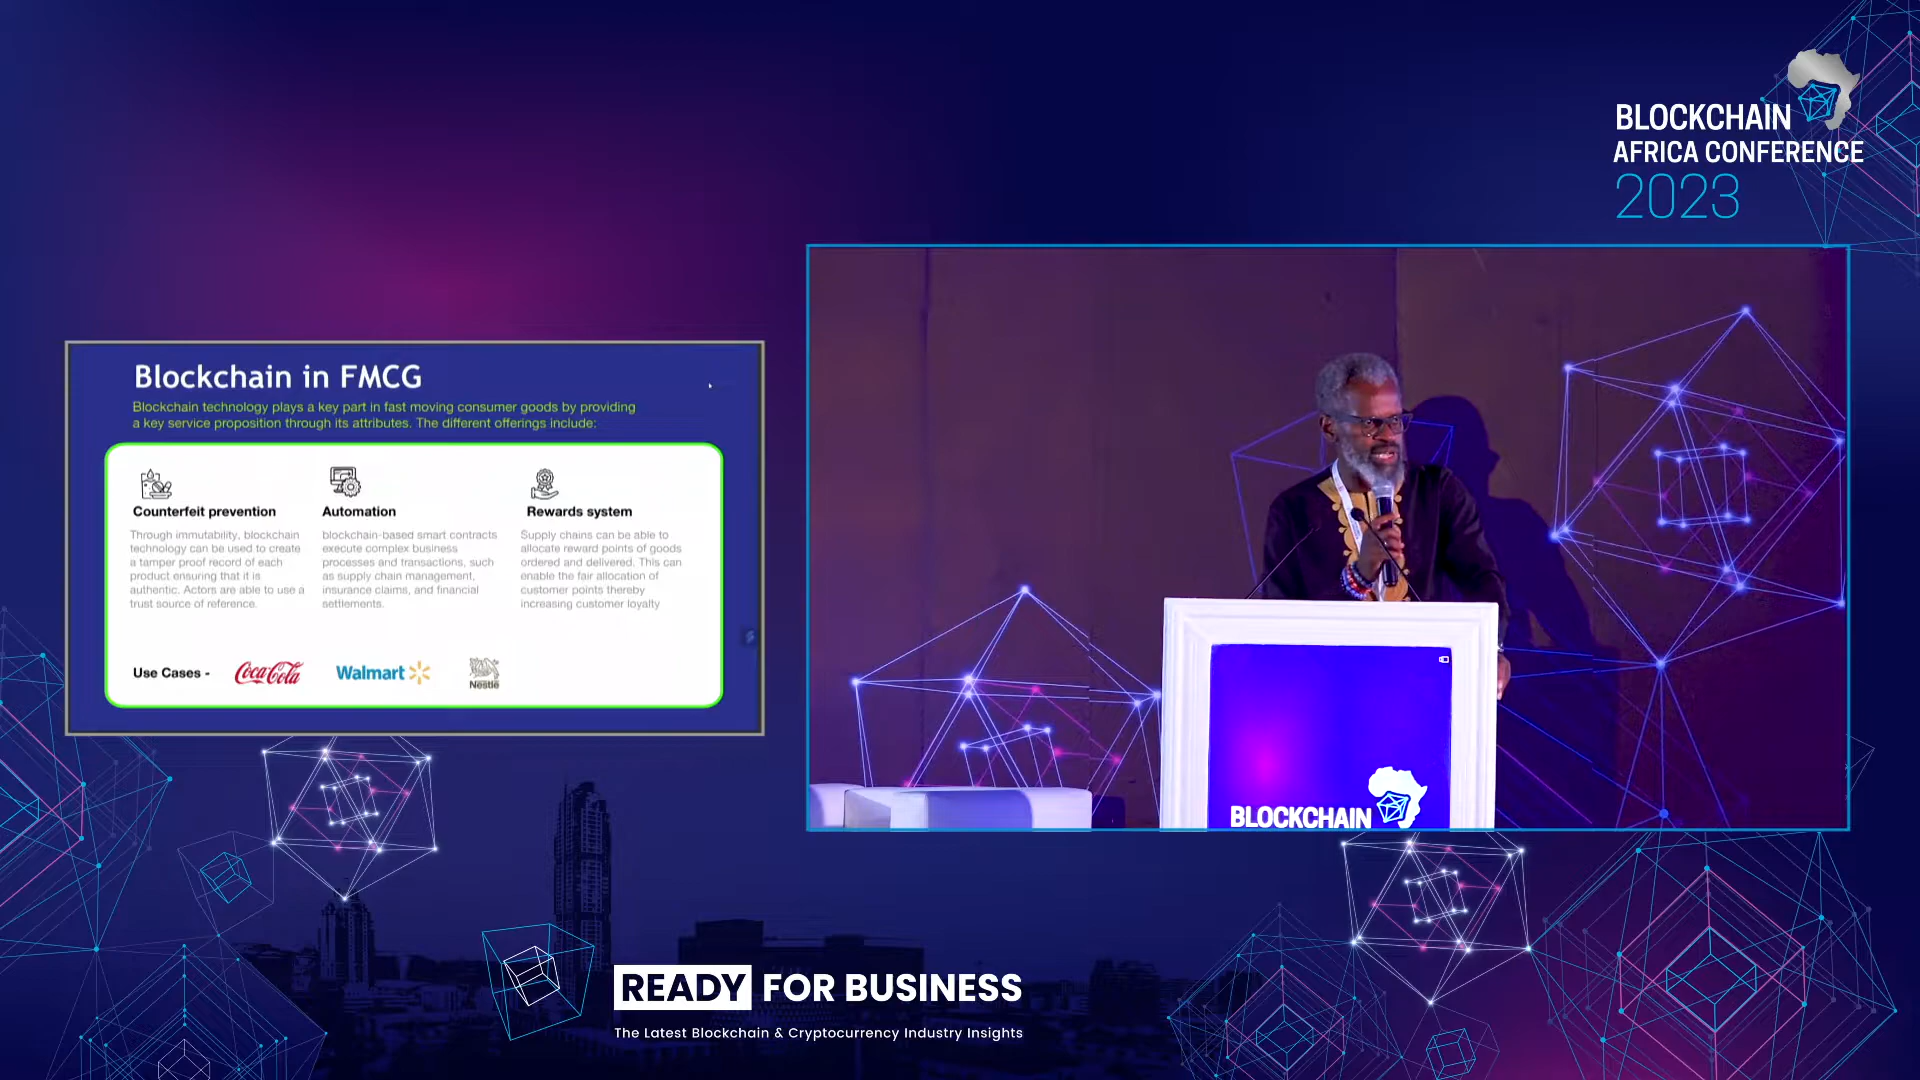 BLOCKCHAIN
AFRICA CONFERENCE
2023
Blockchain in FMCG
Blockchain technology plays a key part in fast moving consumer goods by providing
a key service proposition through its attributes. The different offerings include:
Counterfeit prevention
Through immutability, blockchain
technology can be used to create
a tamper proof record of each
product ensuring that it is
authentic. Actors are able to use a
trust source of reference.
Automation
blockchain-based smart contracts
execute complex business
processes and transactions, such
as supply chain management,
insurance claims, and financial
settlements.
Rewards system
Supply chains can be able to
allocate reward points of goods
ordered and delivered. This can
enable the fair allocation of
customer points thereby
increasing customer loyalty
Use Cases - Coca-Cola Walmart Nestle
BLOCKCHAIN
READY FOR BUSINESS
The Latest Blockchain & Cryptocurrency Industry Insights